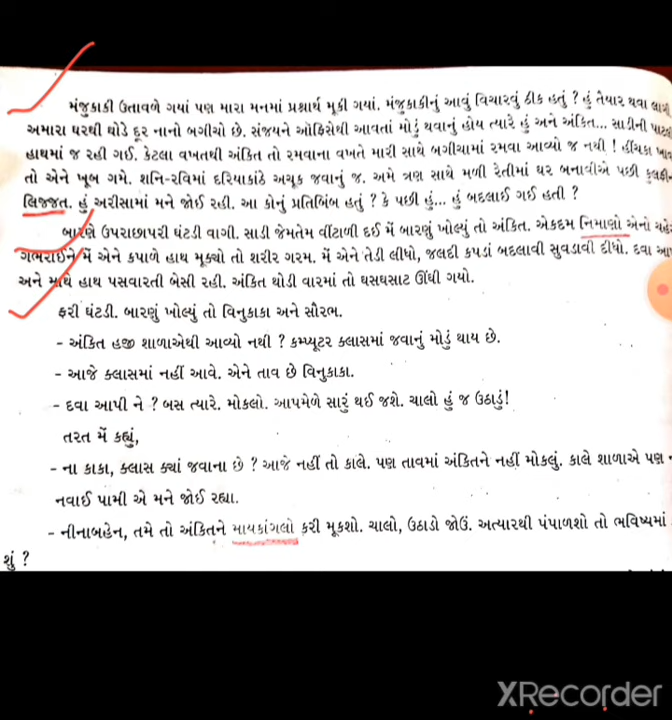 મંજુકાકી ઉતાવળે ગયાં પણ મારા મનમાં પ્રશ્નાર્થ મૂકી ગયાં. મંજુકાકીનું આવું વિચારવું ઠીક હતું ? હું તૈયાર થવા લાગી
અમારા ઘરથી થોડે દૂર નાનો બગીચો છે. સંજયને ઓફિસેથી આવતાં મોડું થવાનું હોય ત્યારે હું અને અંકિત... સાડીની પાટલી
હાથમાં જ રહી ગઈ. કેટલા વખતથી અંકિત તો રમવાના વખતે મારી સાથે બગીચામાં રમવા આવ્યો જ નથી ! હીંચકા
તો એને ખૂબ ગમે. શનિ-રવિમાં દરિયાકાંઠે અચૂક જવાનું જ. અમે ત્રણ સાથે મળી રેતીમાં ઘર બનાવીએ પછી
લિજ્જત. હું અરીસામાં મને જોઈ રહી. આ કોનું પ્રતિબિંબ હતું ? કે પછી હું... હું બદલાઈ ગઈ હતી ?
બારણે ઉપરાછાપરી ઘંટડી વાગી. સાડી જેમતેમ વીંટાળી દઈ મેં બારણું ખોલ્યું તો અંકિત. એકદમ નિમાણો એનો
ગભરાઈને મેં એને કપાળે હાથ મૂક્યો તો શરીર ગરમ. મેં એને તેડી લીધો, જલદી કપડાં બદલાવી સુવડાવી દીધો. દવા
અને માથે હાથ પસવારતી બેસી રહી. અંકિત થોડી વારમાં તો ઘસઘસાટ ઊંઘી ગયો.
ફરી ઘંટડી. બારણું ખોલ્યું તો વિનુકાકા અને સૌરભ.
- અંકિત હજી શાળાએથી આવ્યો નથી ? કમ્પ્યૂટર ક્લાસમાં જવાનું મોડું થાય છે.
- આજે ક્લાસમાં નહીં આવે. એને તાવ છે વિનુકાકા.
- દવા આપી ને ? બસ ત્યારે. મોકલો. આપમેળે સારું થઈ જશે. ચાલો હું જ ઉઠાડું!
તરત મેં કહ્યું,
- ના કાકા, ક્લાસ ક્યાં જવાના છે ? આજે નહીં તો કાલે. પણ તાવમાં અંકિતને નહીં મોકલું. કાલે શાળાએ પણ
નવાઈ પામી એ મને જોઈ રહ્યા.
- નીનાબહેન, તમે તો અંકિતને માયકાંગલો કરી મૂકશો. ચાલો, ઉઠાડો જોઉં. અત્યારથી પંપાળશો તો ભવિષ્યમાં
શું ?
XRecorder